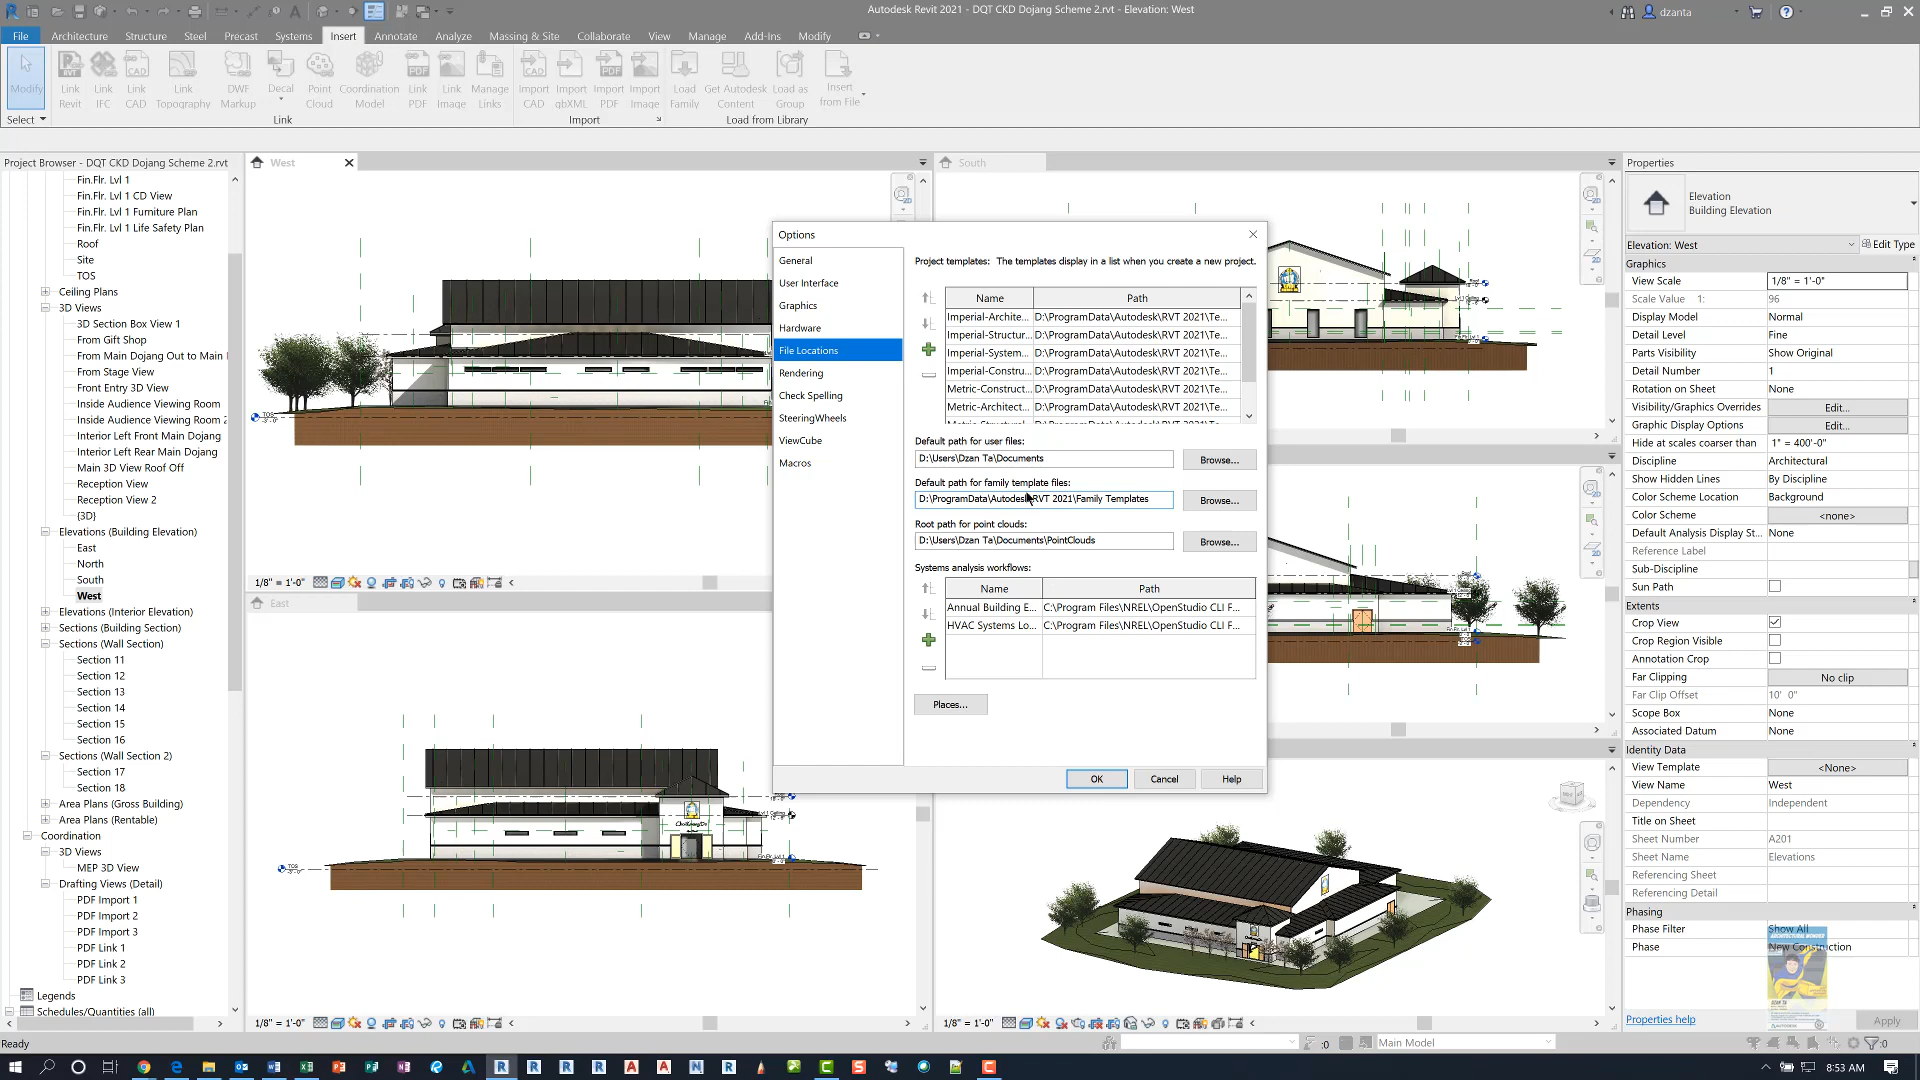 Autodesk Revit 2021 - DQT CKD Dojang Scheme 2.rvt - Elevation: West
dzanta
File
Architecture
Structure
Steel
Precast
Systems
Insert
Annotate
Analyze
Massing & Site
Collaborate
View
Manage
Add-Ins
Modify
Modify
Link Revit
Link IFC
Link CAD
Link Topography
DWF Markup
Decal
Point Cloud
Coordination Model
Link PDF
Link Image
Manage Links
Import CAD
Import gbXML
Import PDF
Import Image
Load Family
Get Autodesk Content
Load as Group
Insert from File
Select
Link
Import
Load from Library
Project Browser - DQT CKD Dojang Scheme 2.rvt
Fin.Flr. Lvl 1
Fin.Flr. Lvl 1 CD View
Fin.Flr. Lvl 1 Furniture Plan
Fin.Flr. Lvl 1 Life Safety Plan
Roof
Site
TOS
Ceiling Plans
3D Views
3D Section Box View 1
From Gift Shop
From Main Dojang Out to Main
From Stage View
Front Entry 3D View
Inside Audience Viewing Room
Inside Audience Viewing Room 2
Interior Left Front Main Dojang
Interior Left Rear Main Dojang
Main 3D View Roof Off
Reception View
Reception View 2
{3D}
Elevations (Building Elevation)
East
North
South
West
Elevations (Interior Elevation)
Sections (Building Section)
Sections (Wall Section)
Section 11
Section 12
Section 13
Section 14
Section 15
Section 16
Sections (Wall Section 2)
Section 17
Section 18
Area Plans (Gross Building)
Area Plans (Rentable)
Coordination
3D Views
MEP 3D View
Drafting Views (Detail)
PDF Import 1
PDF Import 2
PDF Import 3
PDF Link 1
PDF Link 2
PDF Link 3
Legends
Schedules/Quantities (all)
West
TOS
1/8" = 1'-0"
East
TOS
1/8" = 1'-0"
South
1/8" = 1'-0"
Options
General
User Interface
Graphics
Hardware
File Locations
Rendering
Check Spelling
SteeringWheels
ViewCube
Macros
Project templates: The templates display in a list when you create a new project.
Name Path
Imperial-Archite... D:\ProgramData\Autodesk\RVT 2021\Te...
Imperial-Structur... D:\ProgramData\Autodesk\RVT 2021\Te...
Imperial-System... D:\ProgramData\Autodesk\RVT 2021\Te...
Imperial-Constru... D:\ProgramData\Autodesk\RVT 2021\Te...
Metric-Construct... D:\ProgramData\Autodesk\RVT 2021\Te...
Metric-Architect... D:\ProgramData\Autodesk\RVT 2021\Te...
Metric-Structural... D:\ProgramData\Autodesk\RVT 2021\Te...
Default path for user files:
D:\Users\Dzan Ta\Documents
Browse...
Default path for family template files:
D:\ProgramData\Autodesk\RVT 2021\Family Templates
Browse...
Root path for point clouds:
D:\Users\Dzan Ta\Documents\PointClouds
Browse...
Systems analysis workflows:
Name Path
Annual Building E... C:\Program Files\NREL\OpenStudio CLI F...
HVAC Systems Lo... C:\Program Files\NREL\OpenStudio CLI F...
Places...
OK
Cancel
Help
Properties
Elevation
Building Elevation
Elevation: West
Edit Type
Graphics
View Scale 1/8" = 1'-0"
Scale Value 1: 96
Display Model Normal
Detail Level Fine
Parts Visibility Show Original
Detail Number 1
Rotation on Sheet None
Visibility/Graphics Overrides Edit...
Graphic Display Options Edit...
Hide at scales coarser than 1" = 400'-0"
Discipline Architectural
Show Hidden Lines By Discipline
Color Scheme Location Background
Color Scheme <none>
Default Analysis Display St... None
Reference Label
Sub-Discipline
Sun Path
Extents
Crop View
Crop Region Visible
Annotation Crop
Far Clipping No clip
Far Clip Offset 10' 0"
Scope Box None
Associated Datum None
Identity Data
View Template <None>
View Name West
Dependency Independent
Title on Sheet
Sheet Number A201
Sheet Name Elevations
Referencing Sheet
Referencing Detail
Phasing
Phase Filter Show All
Phase New Construction
Properties help
Apply
Ready
:0
Main Model
:0
8:53 AM